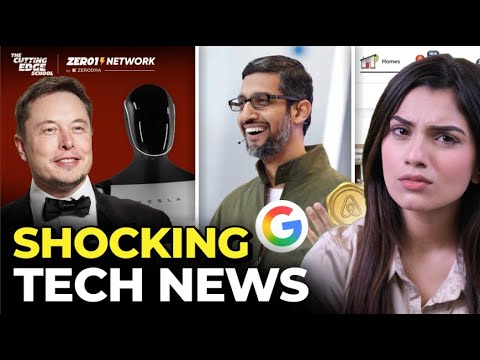 THE
CUTTING
EDGE
SCHOOL
ZERO1 NETWORK
by ZERODHA
Homes
TESLA
G
SHOCKING
TECH NEWS